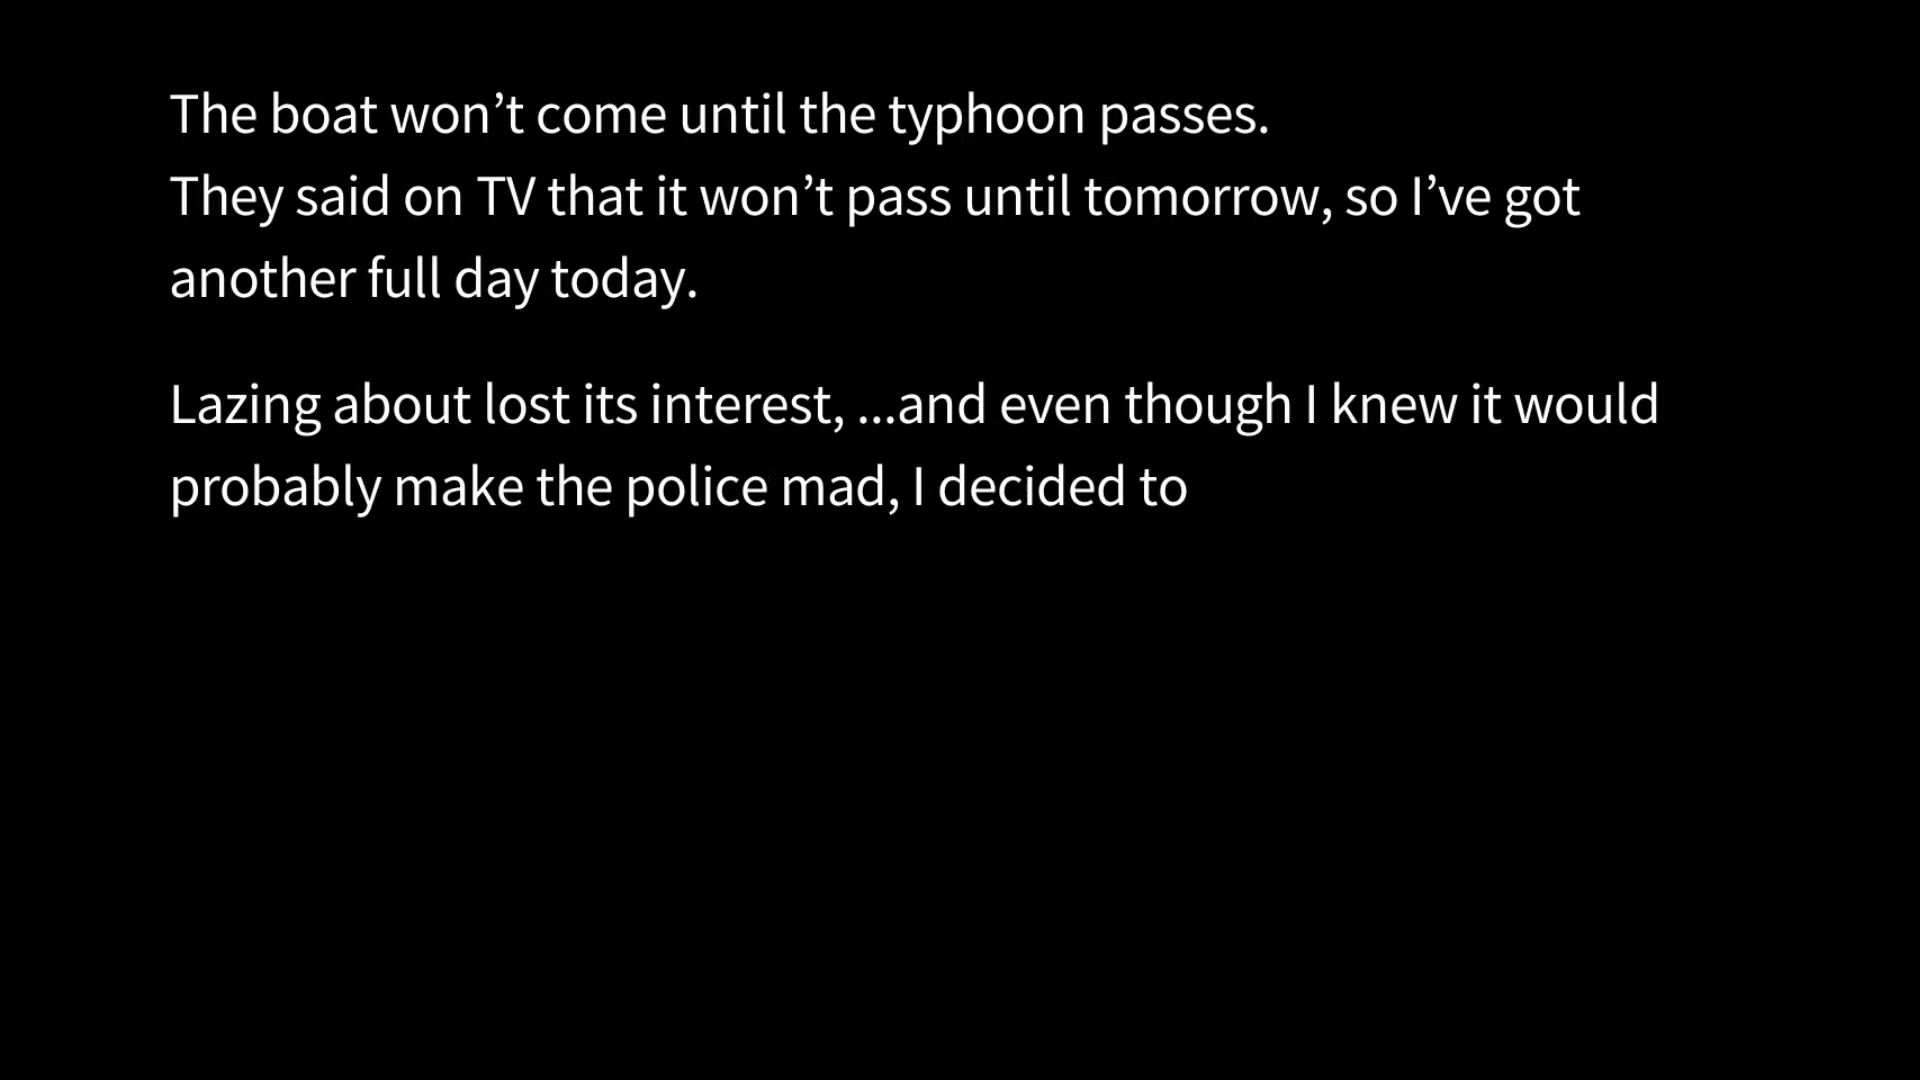 The boat won’t come until the typhoon passes.
They said on TV that it won’t pass until tomorrow, so I’ve got
another full day today.
Lazing about lost its interest, ...and even though I knew it would
probably make the police mad, I decided to